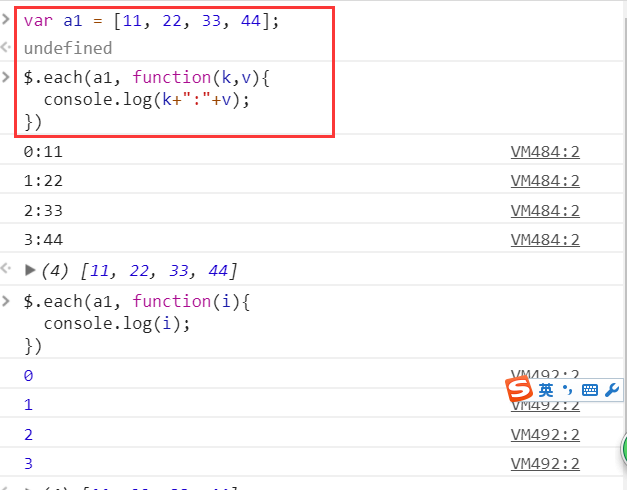 var a1 = [11, 22, 33, 44];
undefined
$.each(a1, function(k,v){
console.log(k+":"+v);
})
0:11 VM484:2
1:22 VM484:2
2:33 VM484:2
3:44 VM484:2
(4) [11, 22, 33, 44]
$.each(a1, function(i){
console.log(i);
})
0 VM492:2
英
1 VM492:2
2 VM492:2
3 VM492:2